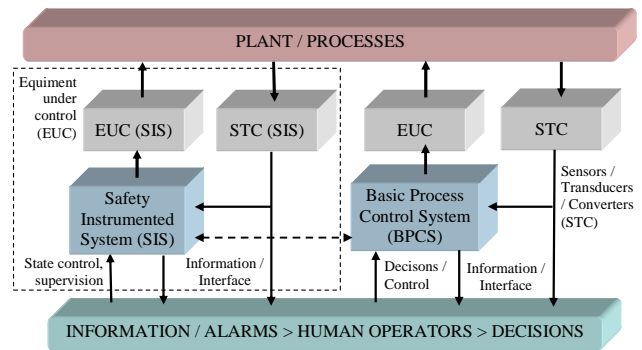 PLANT / PROCESSES
Equiment
under
control
(EUC)
EUC (SIS)
STC (SIS)
EUC
STC
Safety
Instrumented
System (SIS)
Basic Process
Control System
(BPCS)
Sensors /
Transducers
/ Converters
(STC)
State control,
supervision
Information /
Interface
Decisons /
Control
Information /
Interface
INFORMATION / ALARMS > HUMAN OPERATORS > DECISIONS